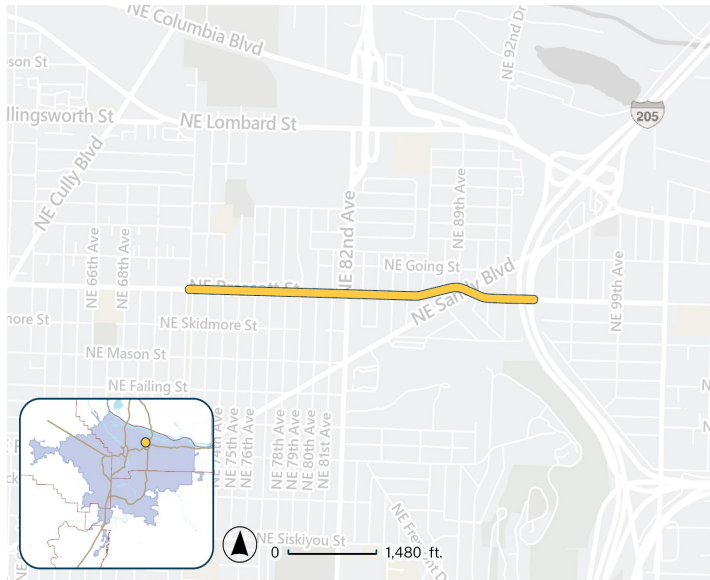 NE Columbia Blvd
NE 92nd Dr
son St
205
llingsworth St
NE Lombard St
NE Cully Blvd
NE 82nd Ave
NE 89th Ave
NE 66th Ave
NE 68th Ave
NE Going St
NE Sandy Blvd
NE 99th Ave
NE Prescott St
more St
NE Skidmore St
NE Mason St
NE Failing St
74th Ave
NE 75th Ave
NE 76th Ave
NE 78th Ave
NE 79th Ave
NE 80th Ave
NE 81st Ave
NE Siskiyou St
0
1,480 ft.